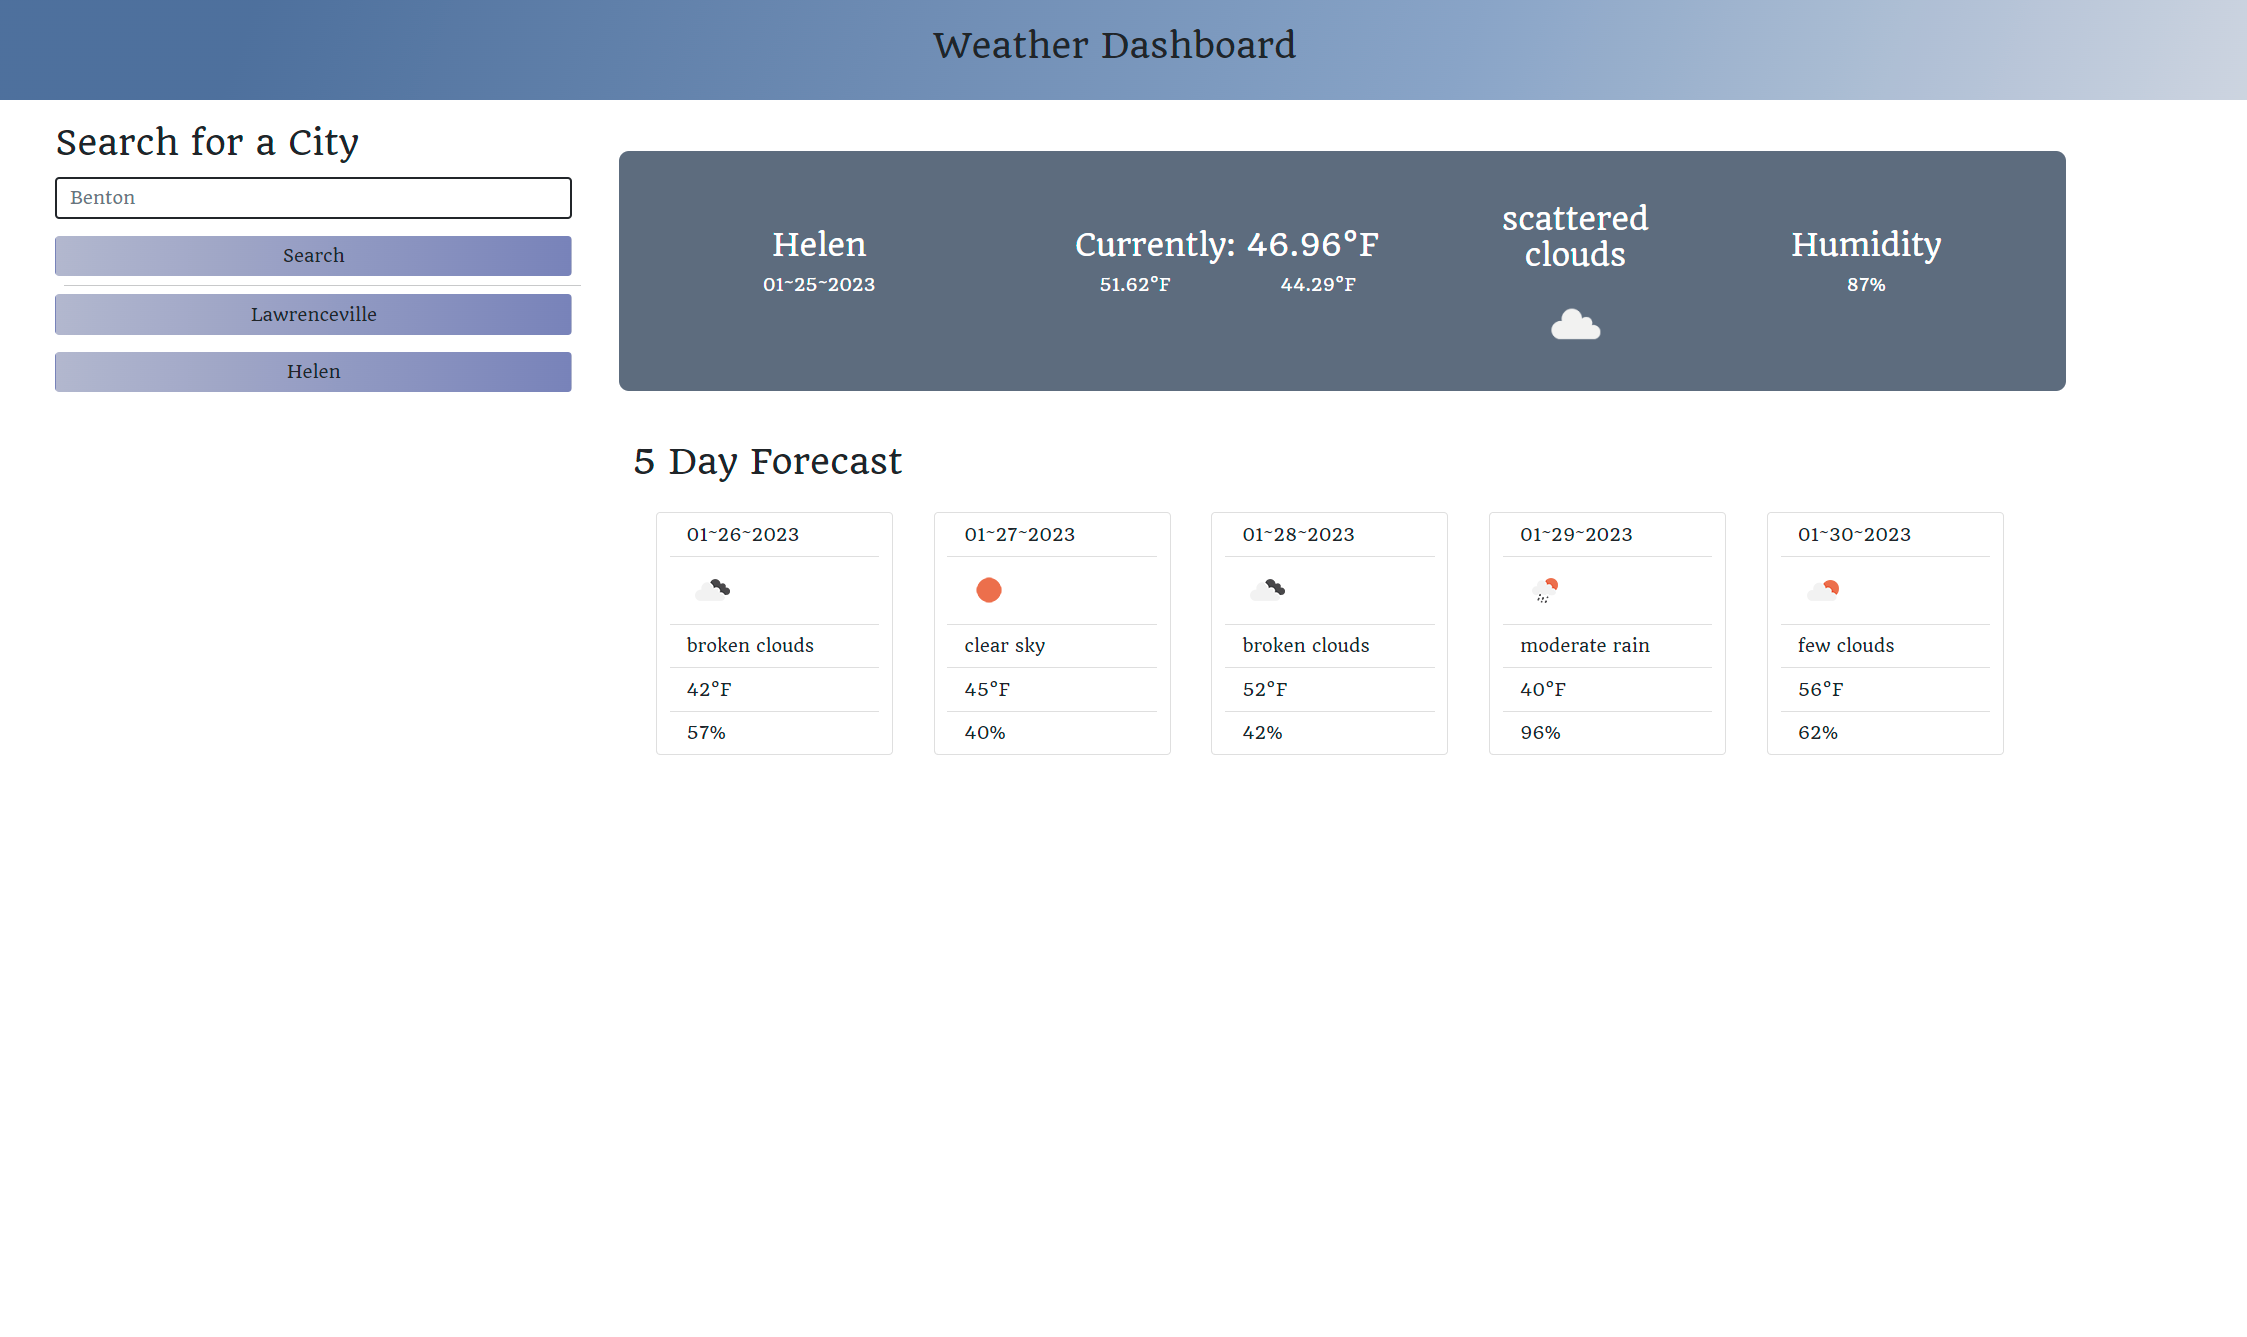 Weather Dashboard
Search for a City
Benton
Search
Lawrenceville
Helen
Helen
01~25~2023
Currently: 46.96°F
51.62°F 44.29°F
scattered
clouds
Humidity
87%
5 Day Forecast
01~26~2023
broken clouds
42°F
57%
01~27~2023
clear sky
45°F
40%
01~28~2023
broken clouds
52°F
42%
01~29~2023
moderate rain
40°F
96%
01~30~2023
few clouds
56°F
62%